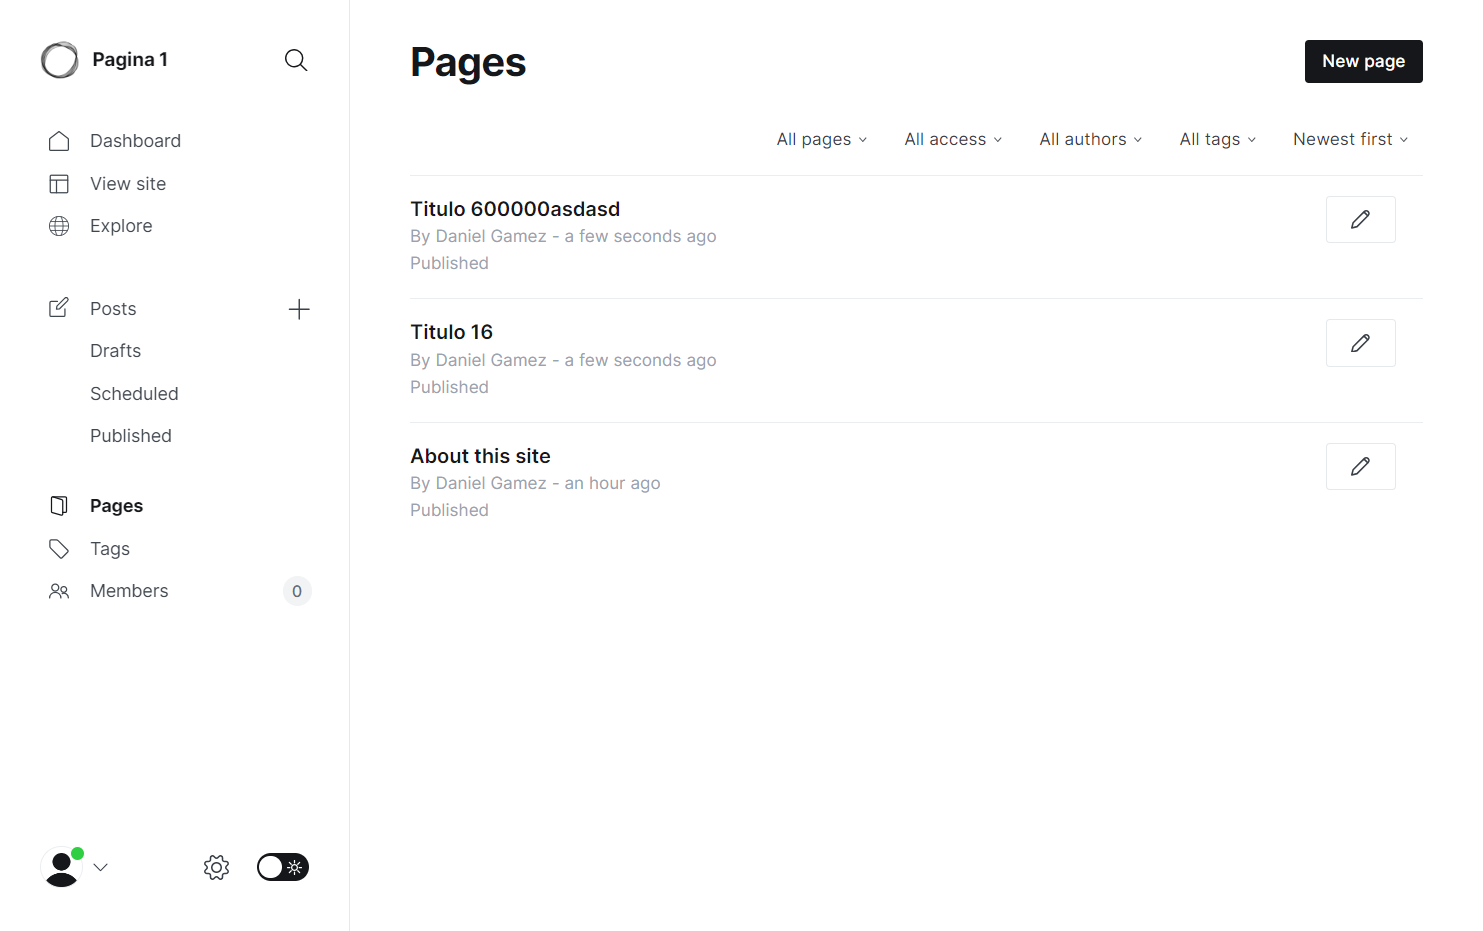 Pagina 1
Dashboard
View site
Explore
Posts
Drafts
Scheduled
Published
Pages
Tags
Members 0
Pages
New page
All pages All access All authors All tags Newest first
Titulo 600000asdasd
By Daniel Gamez - a few seconds ago
Published
Titulo 16
By Daniel Gamez - a few seconds ago
Published
About this site
By Daniel Gamez - an hour ago
Published